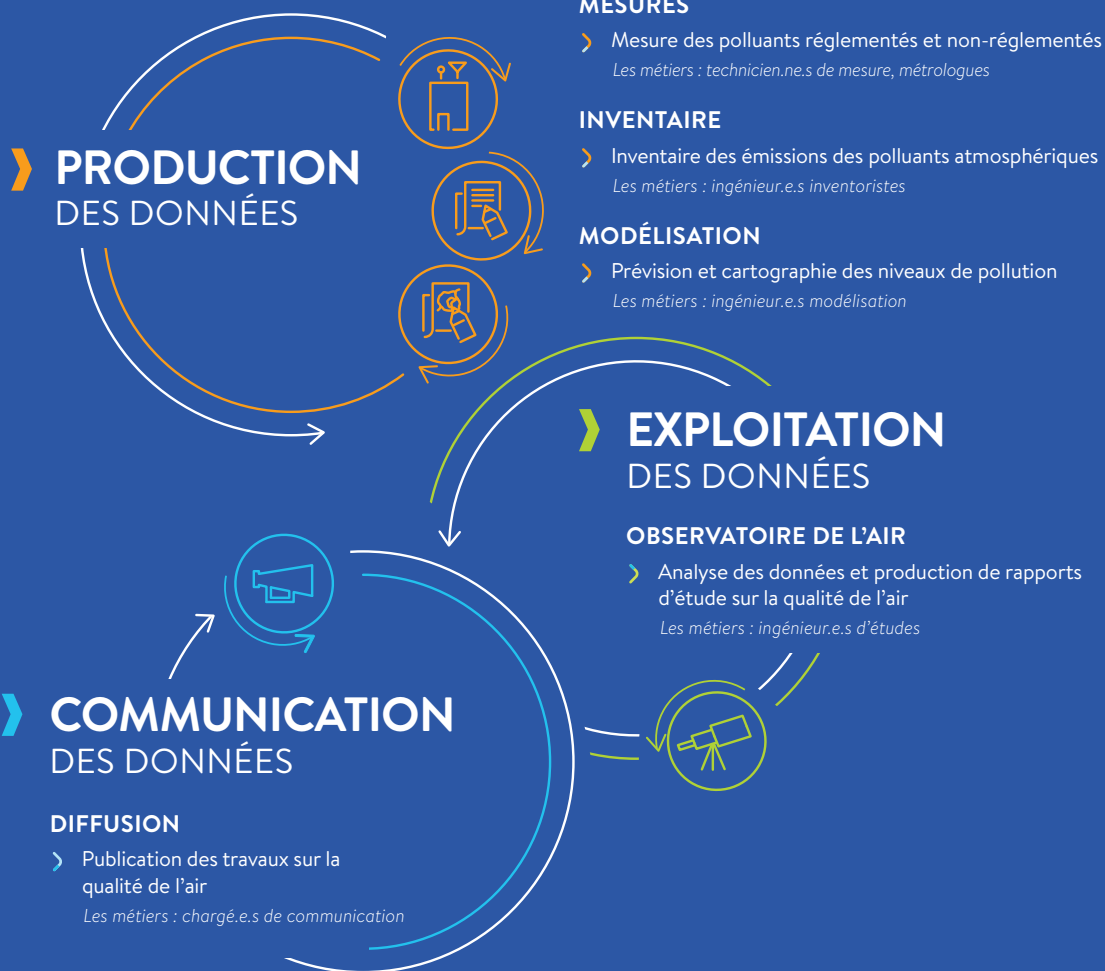 PRODUCTION
DES DONNÉES
MESURES
Mesure des polluants réglementés et non-réglementés
Les métiers : technicien.ne.s de mesure, métrologues
INVENTAIRE
Inventaire des émissions des polluants atmosphériques
Les métiers : ingénieur.e.s inventoristes
MODÉLISATION
Prévision et cartographie des niveaux de pollution
Les métiers : ingénieur.e.s modélisation
EXPLOITATION
DES DONNÉES
OBSERVATOIRE DE L’AIR
Analyse des données et production de rapports
d’étude sur la qualité de l’air
Les métiers : ingénieur.e.s d’études
COMMUNICATION
DES DONNÉES
DIFFUSION
Publication des travaux sur la
qualité de l’air
Les métiers : chargé.e.s de communication